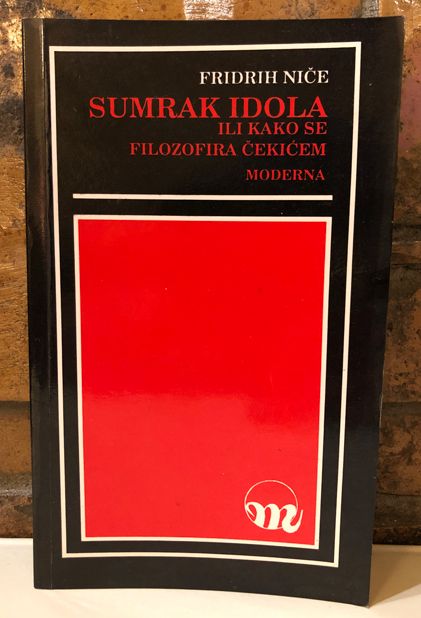 FRIDRIH NIČE
SUMRAK IDOLA
ILI KAKO SE
FILOZOFIRA ČEKIĆEM
MODERNA
m